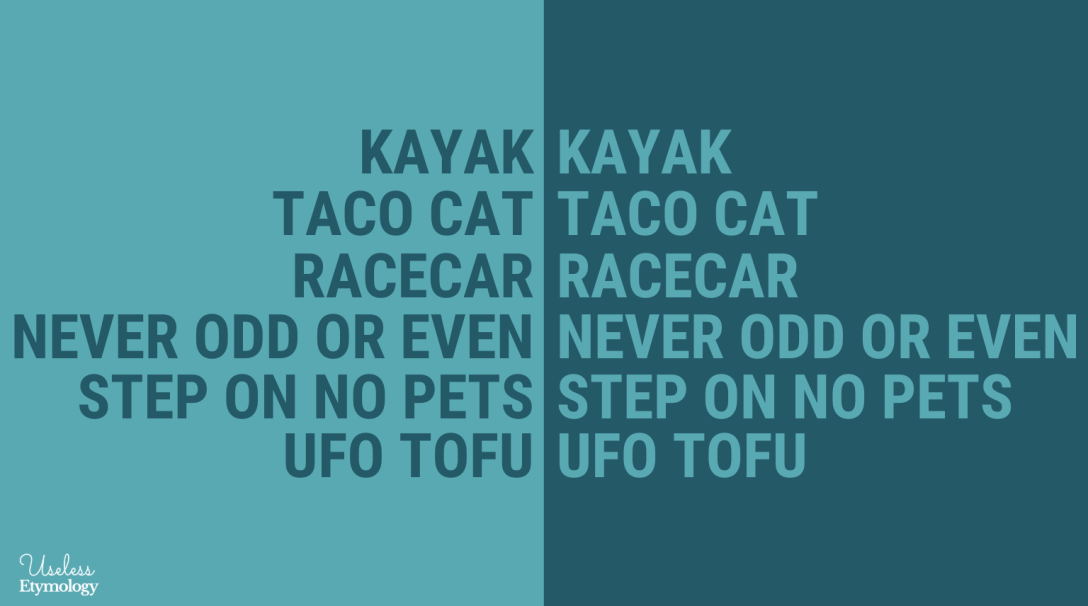 KAYAK KAYAK
TACO CAT TACO CAT
RACECAR RACECAR
NEVER ODD OR EVEN NEVER ODD OR EVEN
STEP ON NO PETS STEP ON NO PETS
UFO TOFU UFO TOFU
Useless
Etymology